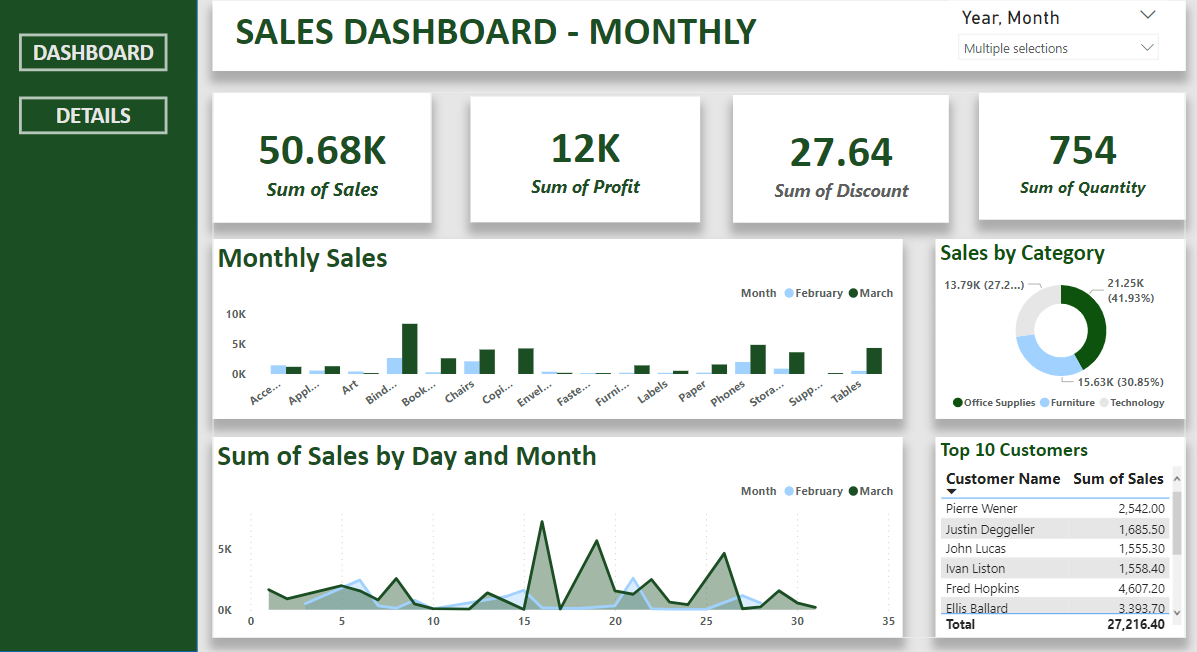 DASHBOARD
DETAILS
SALES DASHBOARD - MONTHLY
Year, Month
Multiple selections
50.68K
Sum of Sales
12K
Sum of Profit
27.64
Sum of Discount
754
Sum of Quantity
Monthly Sales
Month February March
10K
5K
0K
Acce... Appl... Art Bind... Book... Chairs Copi... Envel... Faste... Furni... Labels Paper Phones Stora... Supp... Tables
Sales by Category
13.79K (27.2...)
21.25K
(41.93%)
15.63K (30.85%)
Office Supplies Furniture Technology
Sum of Sales by Day and Month
Month February March
5K
0K
0 5 10 15 20 25 30 35
Top 10 Customers
Customer Name Sum of Sales
Pierre Wener 2,542.00
Justin Deggeller 1,685.50
John Lucas 1,555.30
Ivan Liston 1,558.40
Fred Hopkins 4,607.20
Ellis Ballard 3,393.70
Total 27,216.40